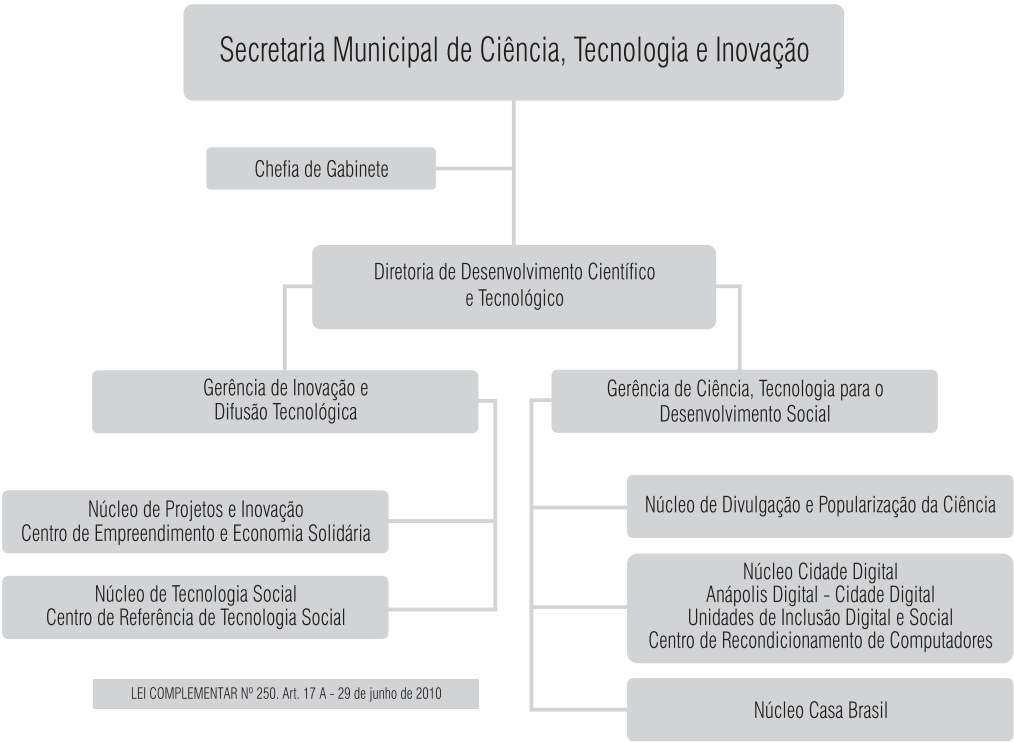 Secretaria Municipal de Ciência, Tecnologia e Inovação
Chefia de Gabinete
Diretoria de Desenvolvimento Científico
e Tecnológico
Gerência de Inovação e
Difusão Tecnológica
Gerência de Ciência, Tecnologia para o
Desenvolvimento Social
Núcleo de Projetos e Inovação
Centro de Empreendimento e Economia Solidária
Núcleo de Tecnologia Social
Centro de Referência de Tecnologia Social
Núcleo de Divulgação e Popularização da Ciência
Núcleo Cidade Digital
Anápolis Digital - Cidade Digital
Unidades de Inclusão Digital e Social
Centro de Recondicionamento de Computadores
Núcleo Casa Brasil
LEI COMPLEMENTAR Nº 250. Art. 17 A - 29 de junho de 2010